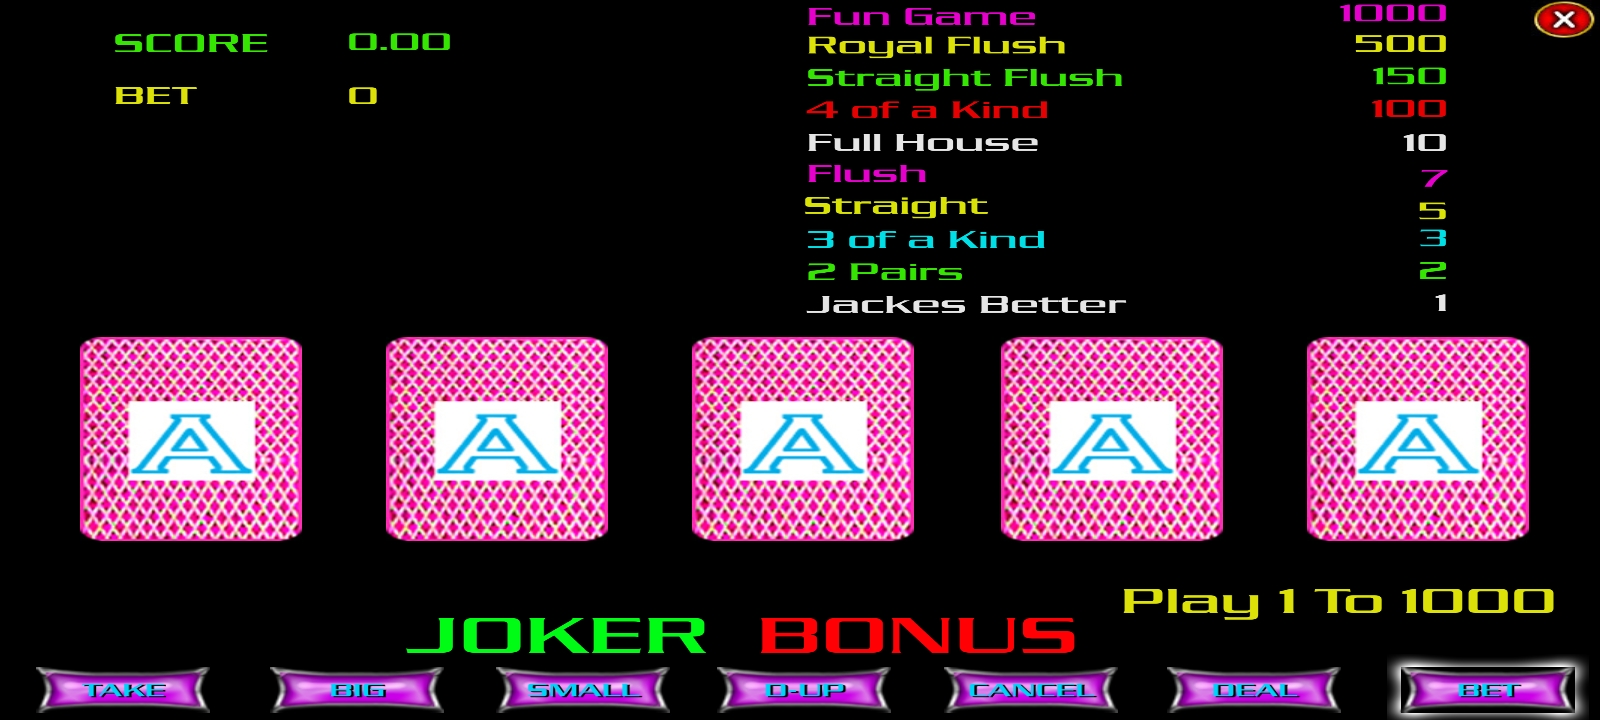 SCORE 0.00
BET 0
Fun Game 1000
Royal Flush 500
Straight Flush 150
4 of a Kind 100
Full House 10
Flush 7
Straight 5
3 of a Kind 3
2 Pairs 2
Jackes Better 1
A A A A A
Play 1 To 1000
JOKER BONUS
TAKE BIG SMALL D-UP CANCEL DEAL BET